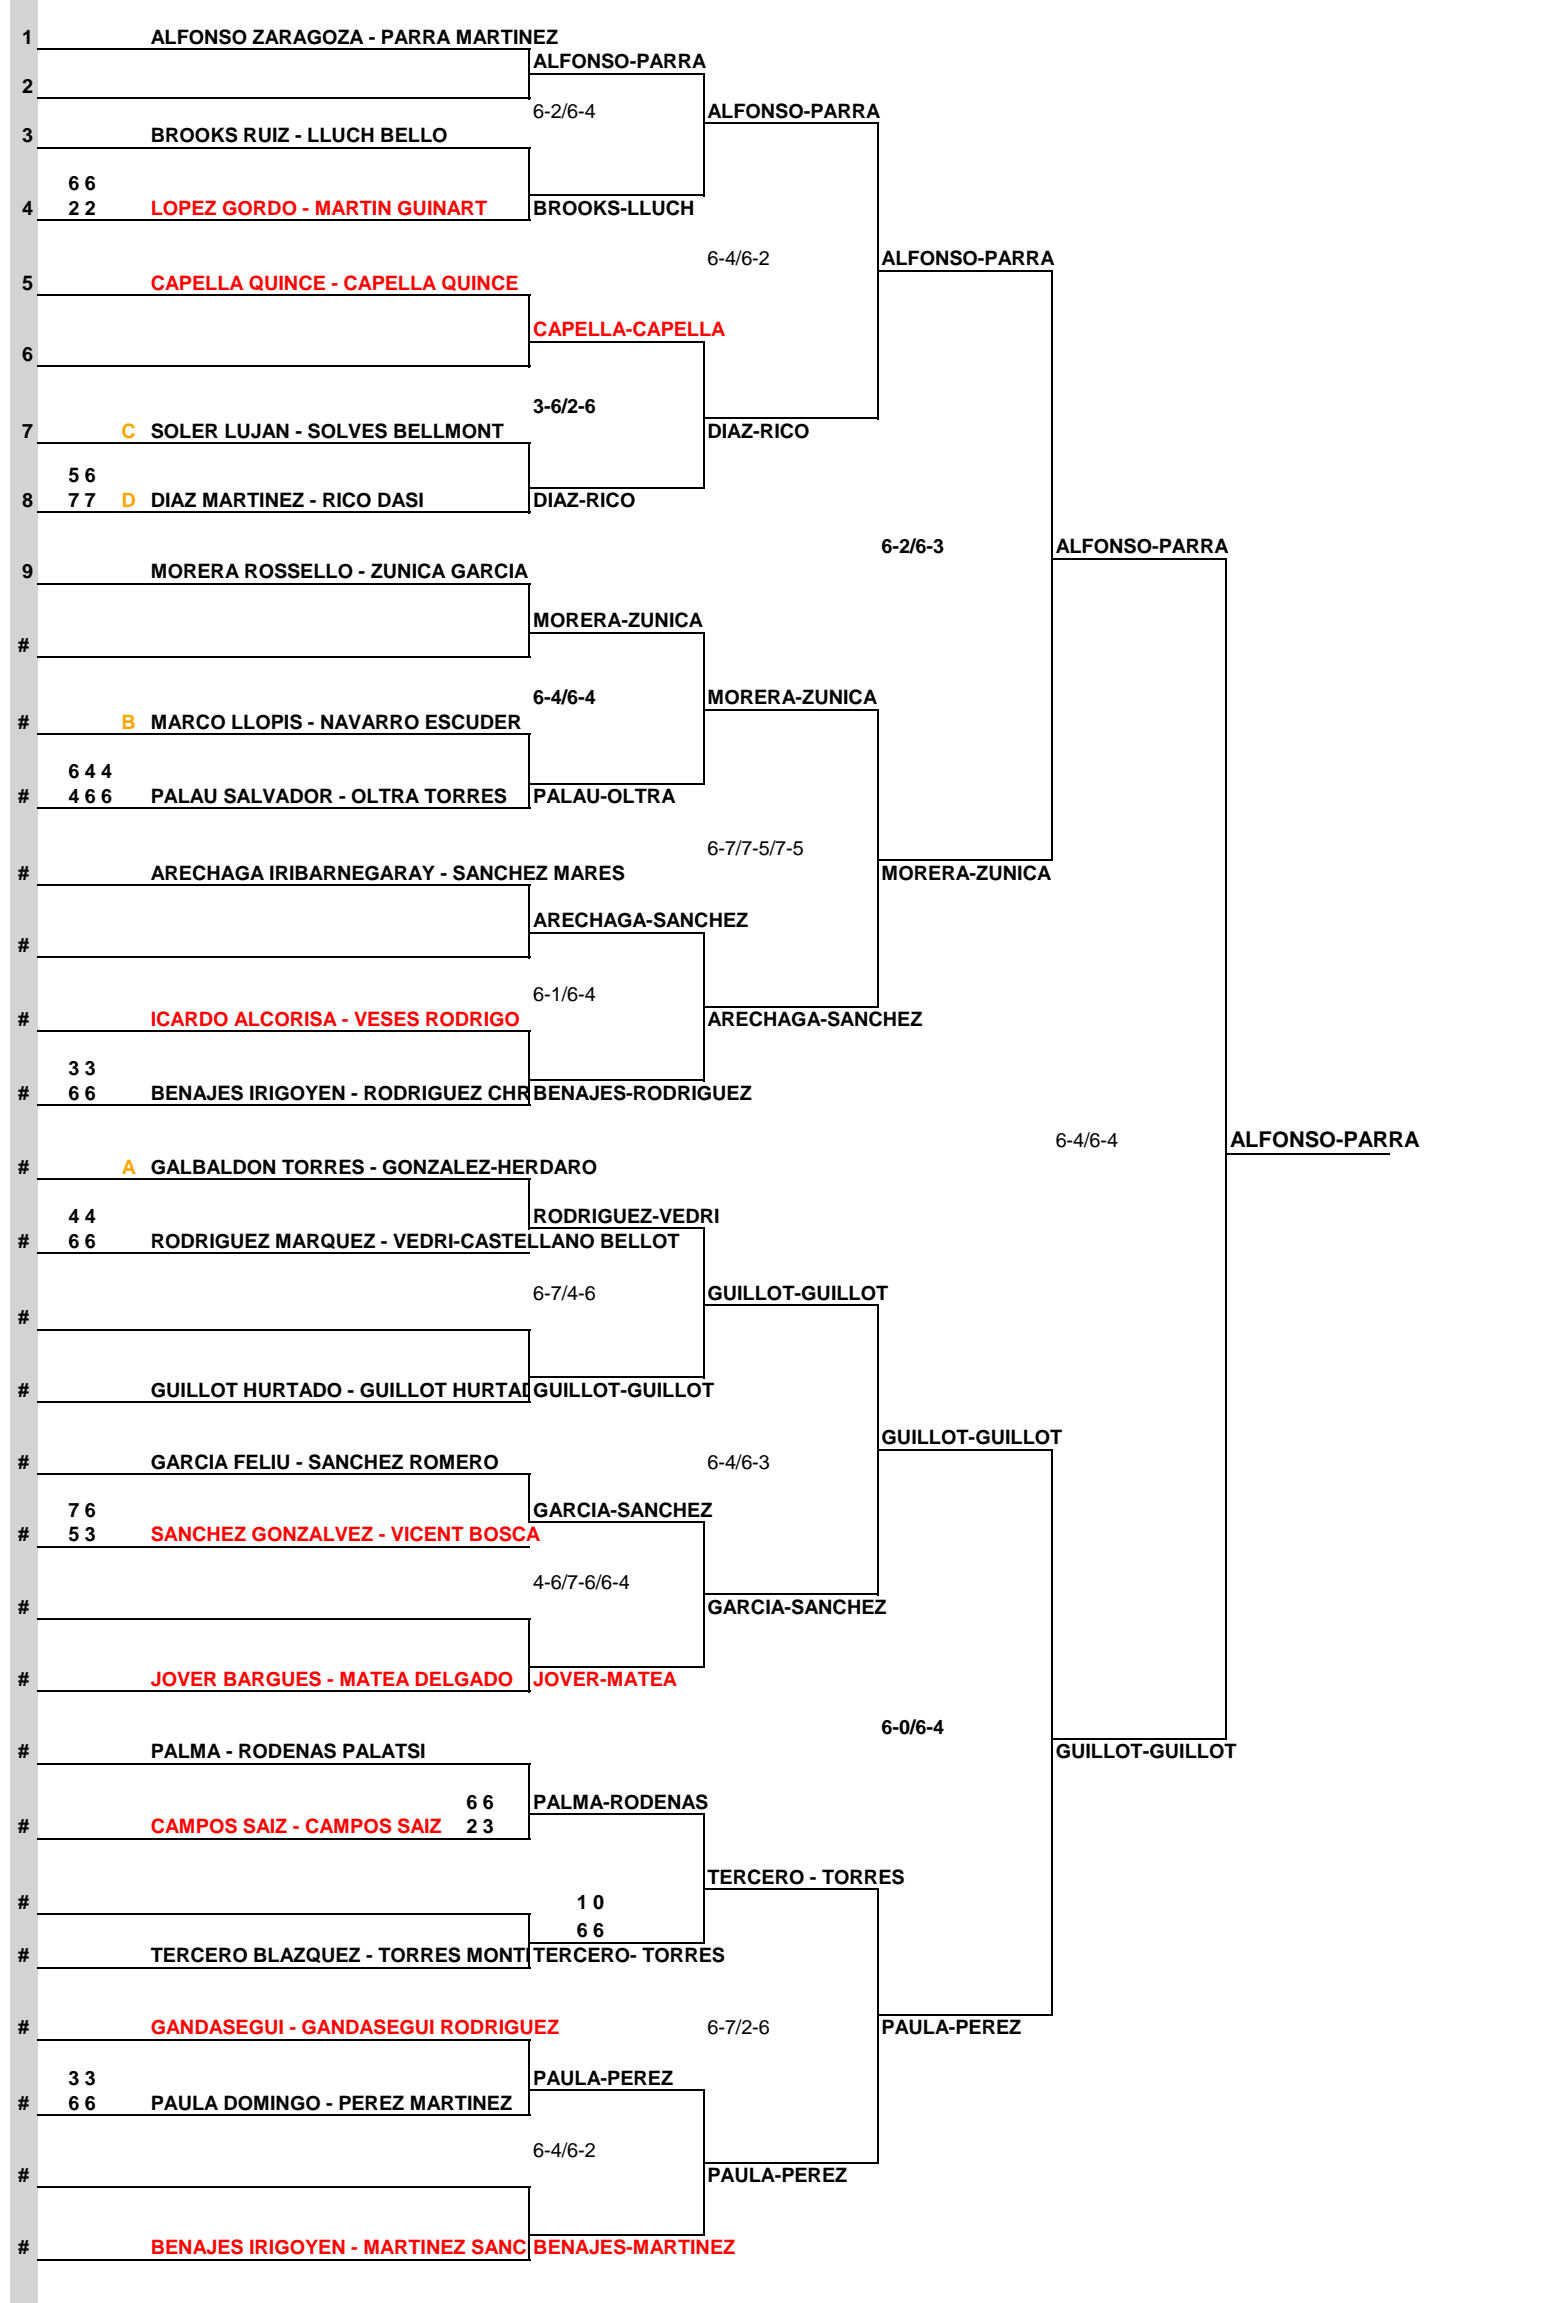 1 ALFONSO ZARAGOZA - PARRA MARTINEZ
ALFONSO-PARRA
2
6-2/6-4 ALFONSO-PARRA
3 BROOKS RUIZ - LLUCH BELLO
6 6
4 2 2 LOPEZ GORDO - MARTIN GUINART BROOKS-LLUCH
6-4/6-2 ALFONSO-PARRA
5 CAPELLA QUINCE - CAPELLA QUINCE
CAPELLA-CAPELLA
6
3-6/2-6
7 C SOLER LUJAN - SOLVES BELLMONT DIAZ-RICO
5 6
8 7 7 D DIAZ MARTINEZ - RICO DASI DIAZ-RICO
6-2/6-3 ALFONSO-PARRA
9 MORERA ROSSELLO - ZUNICA GARCIA
MORERA-ZUNICA
#
6-4/6-4 MORERA-ZUNICA
# B MARCO LLOPIS - NAVARRO ESCUDER
6 4 4
# 4 6 6 PALAU SALVADOR - OLTRA TORRES PALAU-OLTRA
6-7/7-5/7-5
# ARECHAGA IRIBARNEGARAY - SANCHEZ MARES MORERA-ZUNICA
ARECHAGA-SANCHEZ
#
6-1/6-4
# ICARDO ALCORISA - VESES RODRIGO ARECHAGA-SANCHEZ
3 3
# 6 6 BENAJES IRIGOYEN - RODRIGUEZ CHR BENAJES-RODRIGUEZ
6-4/6-4 ALFONSO-PARRA
# A GALBALDON TORRES - GONZALEZ-HERDARO
4 4 RODRIGUEZ-VEDRI
# 6 6 RODRIGUEZ MARQUEZ - VEDRI-CASTELLANO BELLOT
6-7/4-6 GUILLOT-GUILLOT
#
# GUILLOT HURTADO - GUILLOT HURTAD GUILLOT-GUILLOT
GUILLOT-GUILLOT
# GARCIA FELIU - SANCHEZ ROMERO 6-4/6-3
7 6 GARCIA-SANCHEZ
# 5 3 SANCHEZ GONZALVEZ - VICENT BOSCA
4-6/7-6/6-4
# GARCIA-SANCHEZ
# JOVER BARGUES - MATEA DELGADO JOVER-MATEA
6-0/6-4
# PALMA - RODENAS PALATSI GUILLOT-GUILLOT
6 6 PALMA-RODENAS
# CAMPOS SAIZ - CAMPOS SAIZ 2 3
TERCERO - TORRES
# 1 0
6 6
# TERCERO BLAZQUEZ - TORRES MONT TERCERO- TORRES
# GANDASEGUI - GANDASEGUI RODRIGUEZ 6-7/2-6 PAULA-PEREZ
3 3 PAULA-PEREZ
# 6 6 PAULA DOMINGO - PEREZ MARTINEZ
6-4/6-2
# PAULA-PEREZ
# BENAJES IRIGOYEN - MARTINEZ SANC BENAJES-MARTINEZ